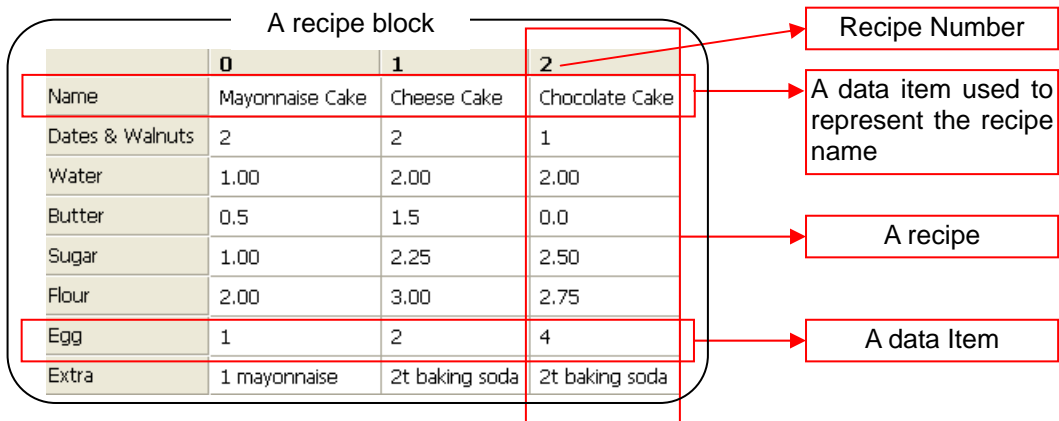 A recipe block
0 1 2
Name Mayonnaise Cake Cheese Cake Chocolate Cake
Dates & Walnuts 2 2 1
Water 1.00 2.00 2.00
Butter 0.5 1.5 0.0
Sugar 1.00 2.25 2.50
Flour 2.00 3.00 2.75
Egg 1 2 4
Extra 1 mayonnaise 2t baking soda 2t baking soda
Recipe Number
A data item used to
represent the recipe
name
A recipe
A data Item